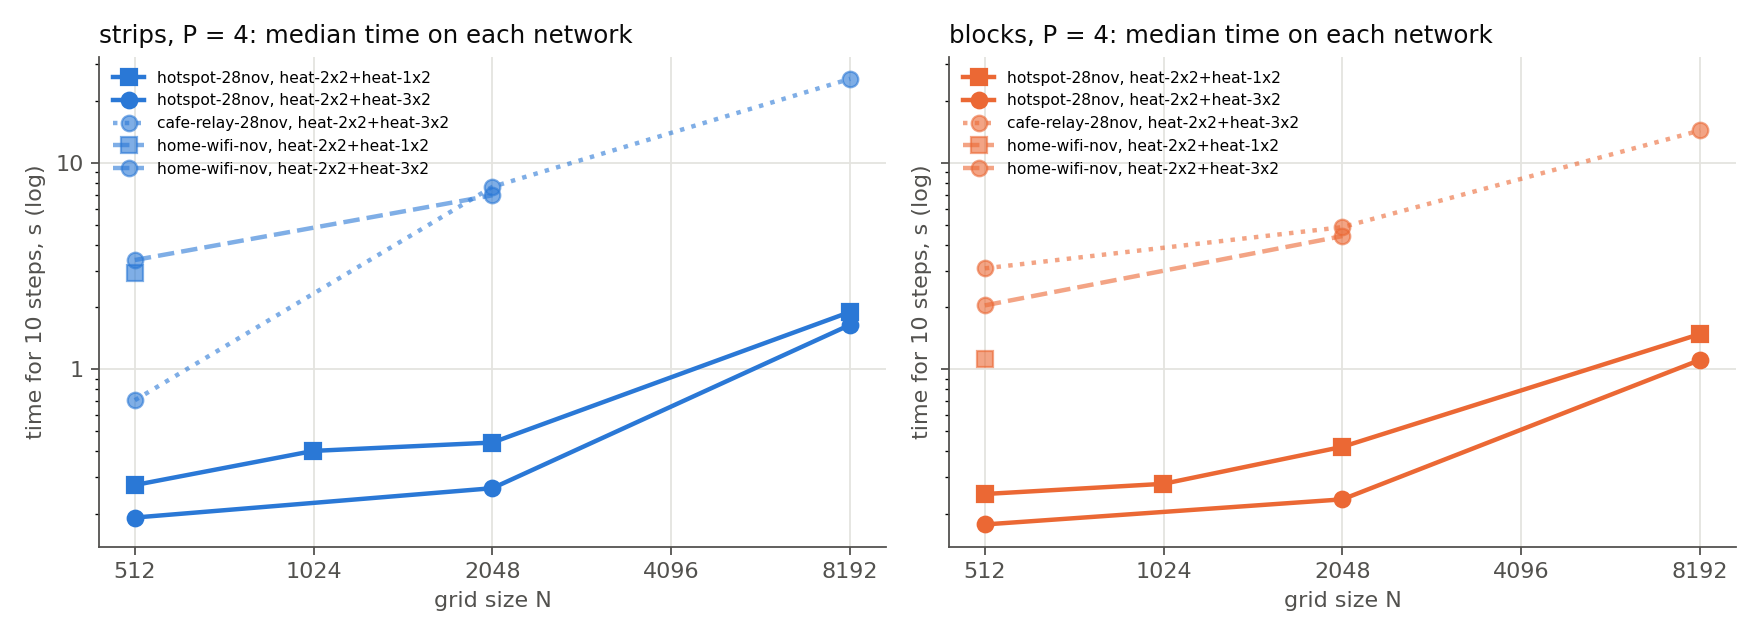 strips, P = 4: median time on each network
hotspot-28nov, heat-2x2+heat-1x2
hotspot-28nov, heat-2x2+heat-3x2
cafe-relay-28nov, heat-2x2+heat-3x2
home-wifi-nov, heat-2x2+heat-1x2
home-wifi-nov, heat-2x2+heat-3x2
time for 10 steps, s (log)
10
1
512 1024 2048 4096 8192
grid size N
blocks, P = 4: median time on each network
hotspot-28nov, heat-2x2+heat-1x2
hotspot-28nov, heat-2x2+heat-3x2
cafe-relay-28nov, heat-2x2+heat-3x2
home-wifi-nov, heat-2x2+heat-1x2
home-wifi-nov, heat-2x2+heat-3x2
time for 10 steps, s (log)
512 1024 2048 4096 8192
grid size N